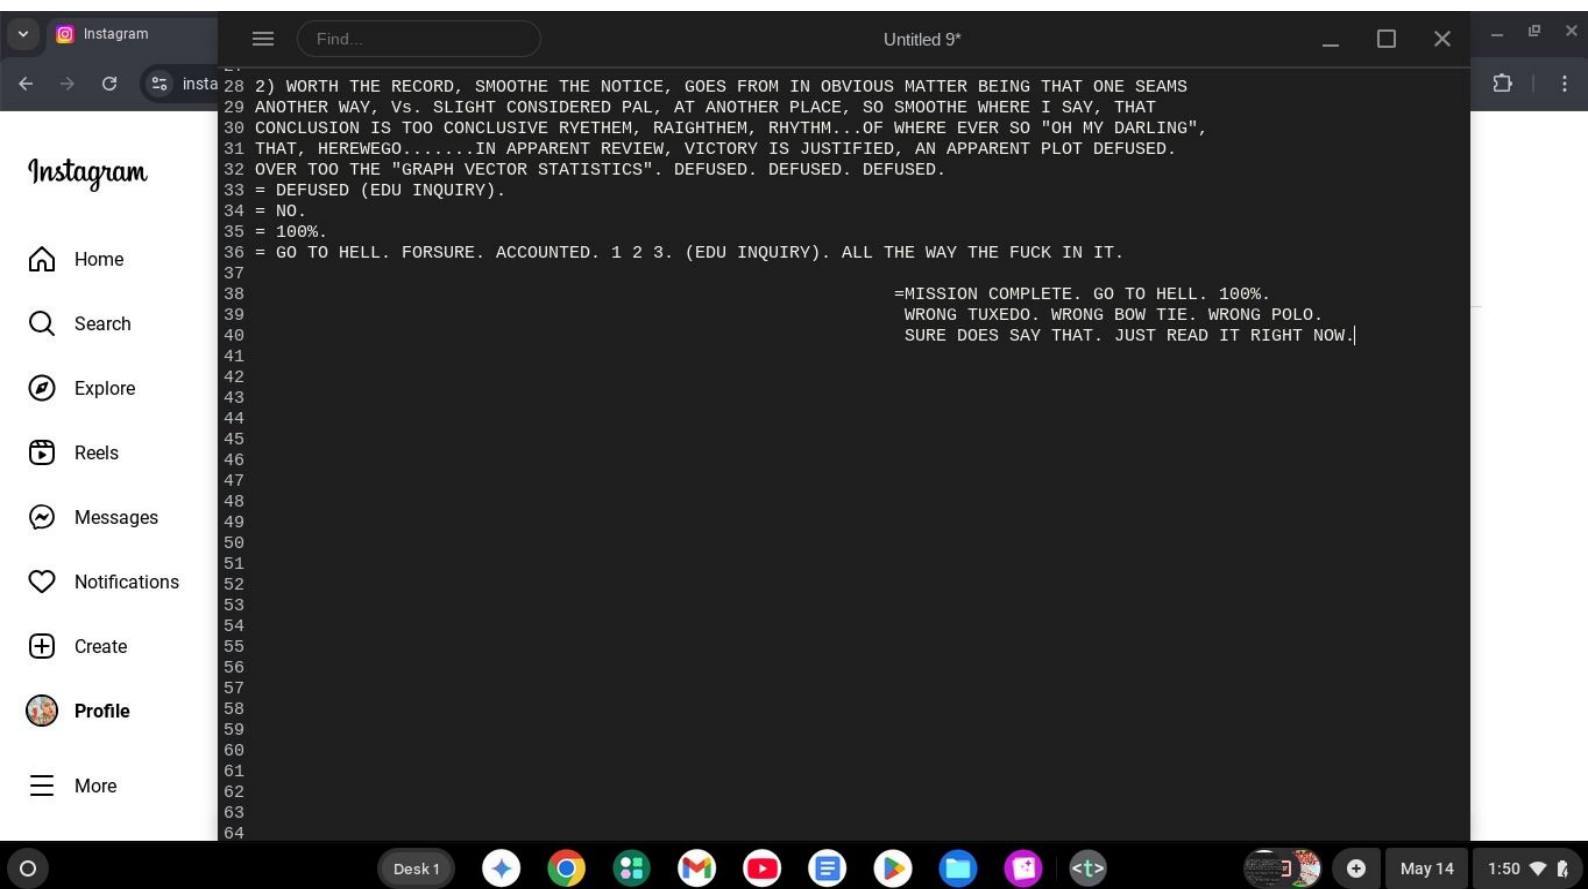 Instagram
Find...
Untitled 9*
insta
Instagram
Home
Search
Explore
Reels
Messages
Notifications
Create
Profile
More
28 2) WORTH THE RECORD, SMOOTHE THE NOTICE, GOES FROM IN OBVIOUS MATTER BEING THAT ONE SEAMS
29 ANOTHER WAY, Vs. SLIGHT CONSIDERED PAL, AT ANOTHER PLACE, SO SMOOTHE WHERE I SAY, THAT
30 CONCLUSION IS TOO CONCLUSIVE RYETHEM, RAIGHTHEM, RHYTHM...OF WHERE EVER SO "OH MY DARLING",
31 THAT, HEREWEGO.......IN APPARENT REVIEW, VICTORY IS JUSTIFIED, AN APPARENT PLOT DEFUSED.
32 OVER TOO THE "GRAPH VECTOR STATISTICS". DEFUSED. DEFUSED. DEFUSED.
33 = DEFUSED (EDU INQUIRY).
34 = NO.
35 = 100%.
36 = GO TO HELL. FORSURE. ACCOUNTED. 1 2 3. (EDU INQUIRY). ALL THE WAY THE FUCK IN IT.
37
38 =MISSION COMPLETE. GO TO HELL. 100%.
39 WRONG TUXEDO. WRONG BOW TIE. WRONG POLO.
40 SURE DOES SAY THAT. JUST READ IT RIGHT NOW.
41
42
43
44
45
46
47
48
49
50
51
52
53
54
55
56
57
58
59
60
61
62
63
64
Desk 1
<t>
May 14
1:50